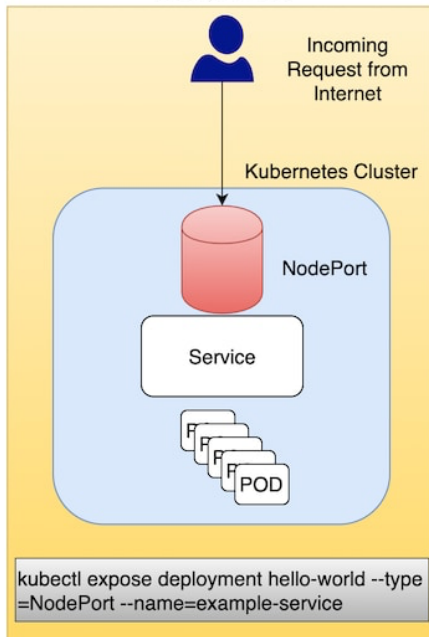 Incoming
Request from
Internet
Kubernetes Cluster
NodePort
Service
P
P
P
P
POD
kubectl expose deployment hello-world --type
=NodePort --name=example-service